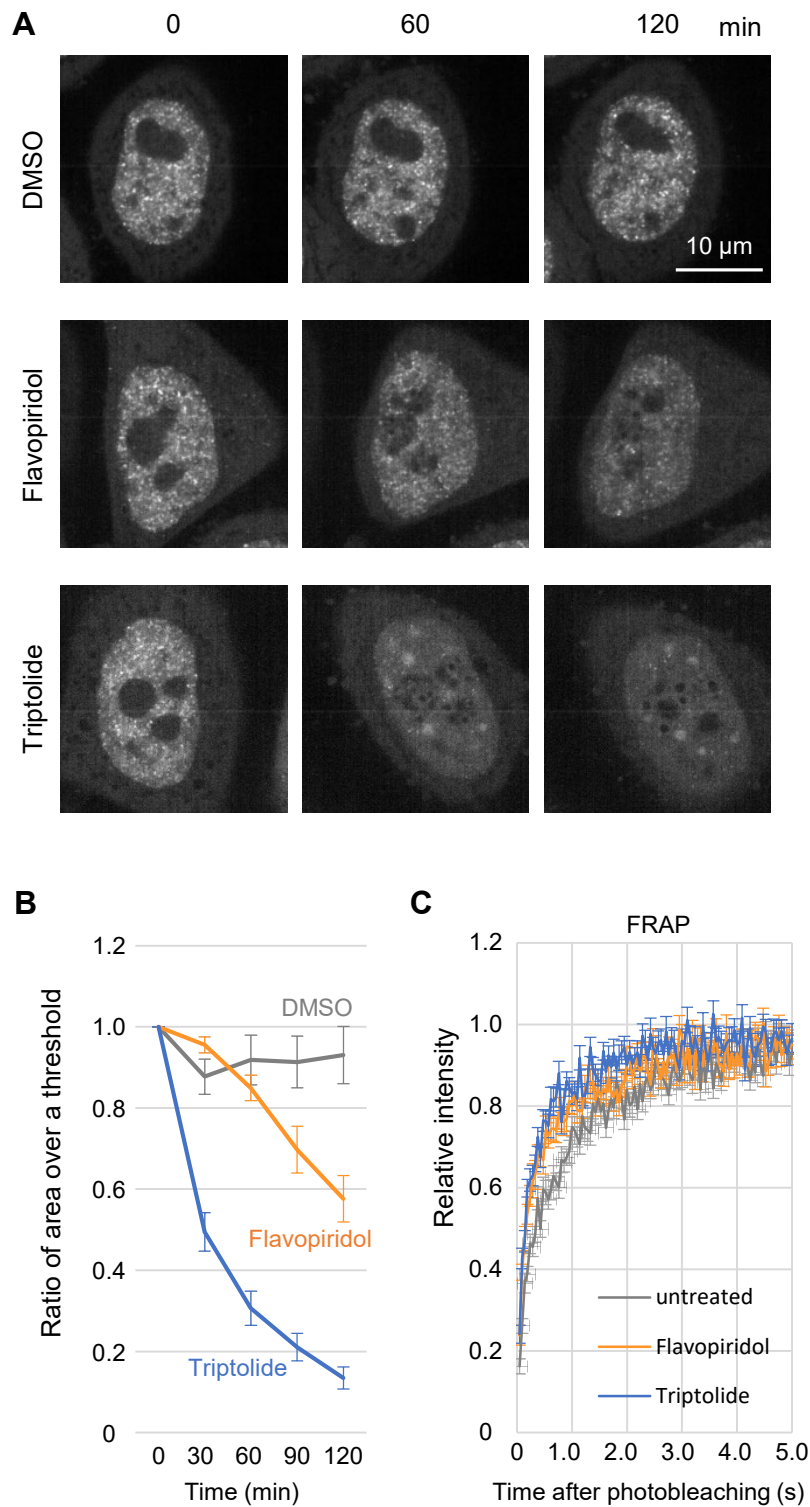 A
0 60 120 min
DMSO
10 µm
Flavopiridol
Triptolide
B
Ratio of area over a threshold
1.2
1.0
0.8
0.6
0.4
0.2
0
DMSO
Flavopiridol
Triptolide
0 30 60 90 120
Time (min)
C
FRAP
Relative intensity
1.2
1.0
0.8
0.6
0.4
0.2
0
untreated
Flavopiridol
Triptolide
0 1.0 2.0 3.0 4.0 5.0
Time after photobleaching (s)